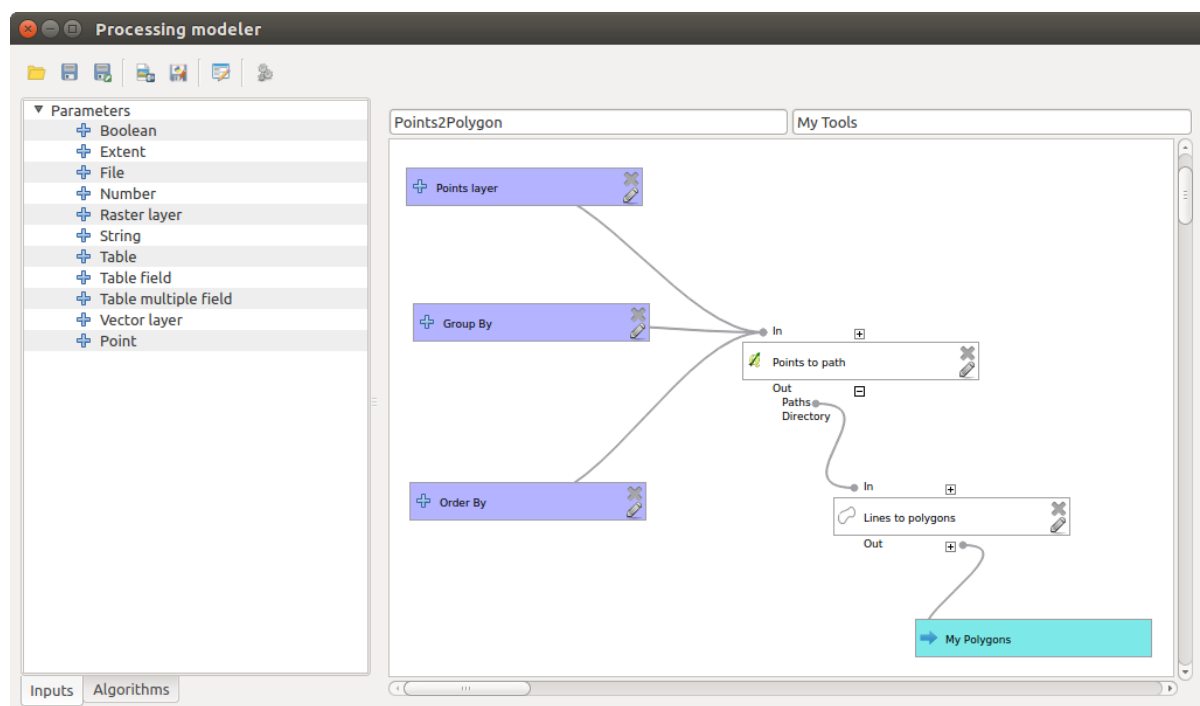 Processing modeler
Parameters
Boolean
Extent
File
Number
Raster layer
String
Table
Table field
Table multiple field
Vector layer
Point
Inputs
Algorithms
Points2Polygon
My Tools
Points layer
Group By
Order By
In
Points to path
Out
Paths
Directory
In
Lines to polygons
Out
My Polygons